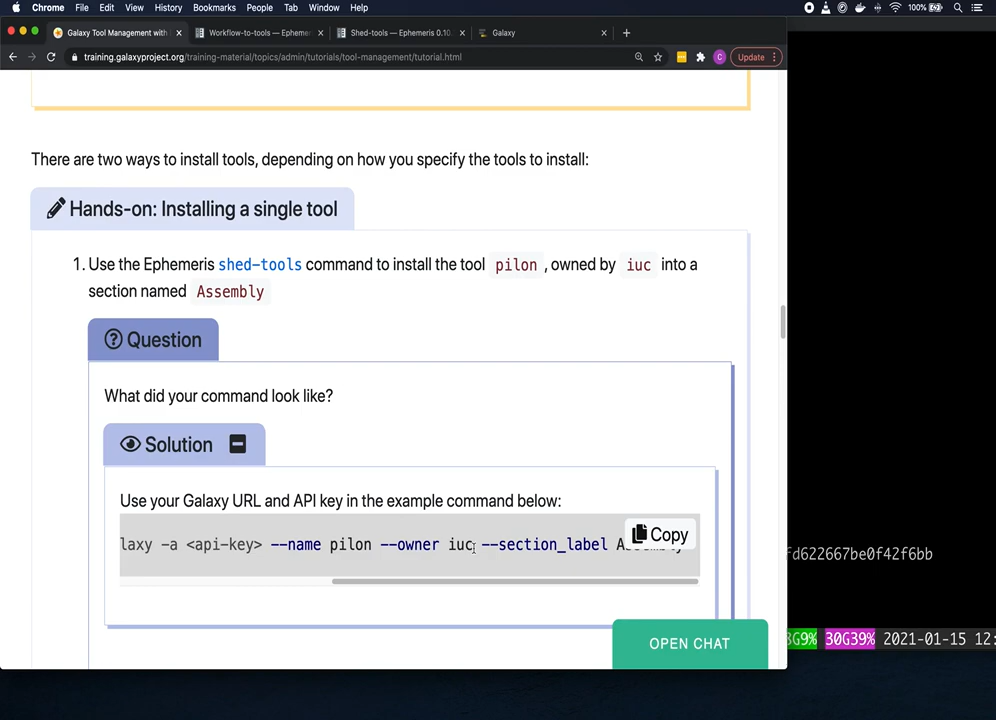 Chrome File Edit View History Bookmarks People Tab Window Help 100%
Galaxy Tool Management with Workflow-to-tools — Epheme Shed-tools — Ephemeris 0.10. Galaxy
training.galaxyproject.org/training-material/topics/admin/tutorials/tool-management/tutorial.html C Update
There are two ways to install tools, depending on how you specify the tools to install:
Hands-on: Installing a single tool
1. Use the Ephemeris shed-tools command to install the tool pilon , owned by iuc into a
section named Assembly
Question
What did your command look like?
Solution
Use your Galaxy URL and API key in the example command below:
Copy
laxy -a <api-key> --name pilon --owner iuc --section_label Assembly
fd622667be0f42f6bb
OPEN CHAT
G9% 30G39% 2021-01-15 12: